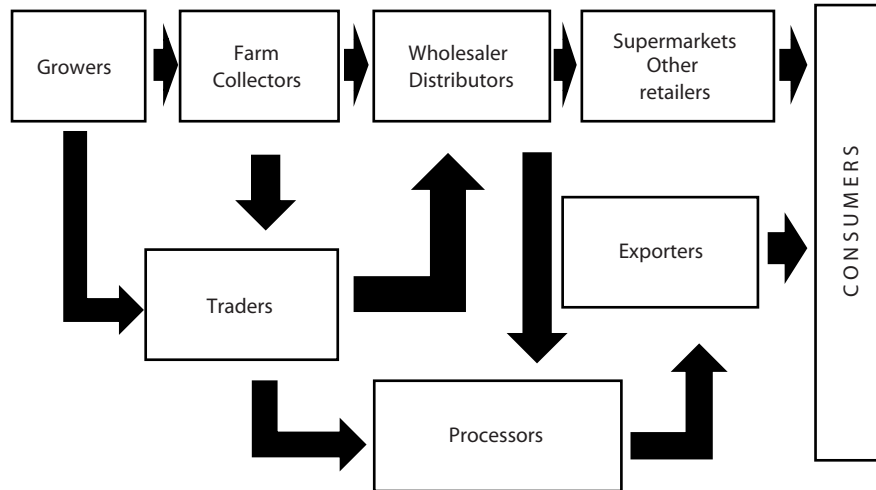 Growers
Farm
Collectors
Wholesaler
Distributors
Supermarkets
Other
retailers
CONSUMERS
Exporters
Traders
Processors